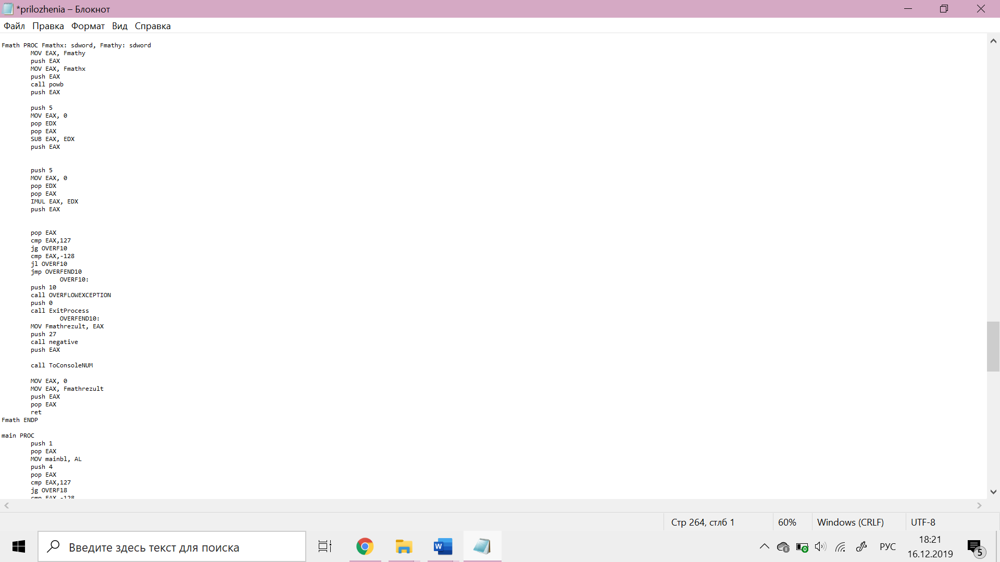 *prilozhenia – Блокнот
Файл Правка Формат Вид Справка
Fmath PROC Fmathx: sdword, Fmathy: sdword
MOV EAX, Fmathy
push EAX
MOV EAX, Fmathx
push EAX
call powb
push EAX
push 5
MOV EAX, 0
pop EDX
pop EAX
SUB EAX, EDX
push EAX
push 5
MOV EAX, 0
pop EDX
pop EAX
IMUL EAX, EDX
push EAX
pop EAX
cmp EAX,127
jg OVERF10
cmp EAX,-128
jl OVERF10
jmp OVERFEND10
OVERF10:
push 10
call OVERFLOWEXCEPTION
push 0
call ExitProcess
OVERFEND10:
MOV Fmathrezult, EAX
push 27
call negative
push EAX
call ToConsoleNUM
MOV EAX, 0
MOV EAX, Fmathrezult
push EAX
pop EAX
ret
Fmath ENDP
main PROC
push 1
pop EAX
MOV mainbl, AL
push 4
pop EAX
cmp EAX,127
jg OVERF18
cmp EAX,-128
Стр 264, стлб 1 60% Windows (CRLF) UTF-8
Введите здесь текст для поиска
W
РУС
18:21
16.12.2019
5